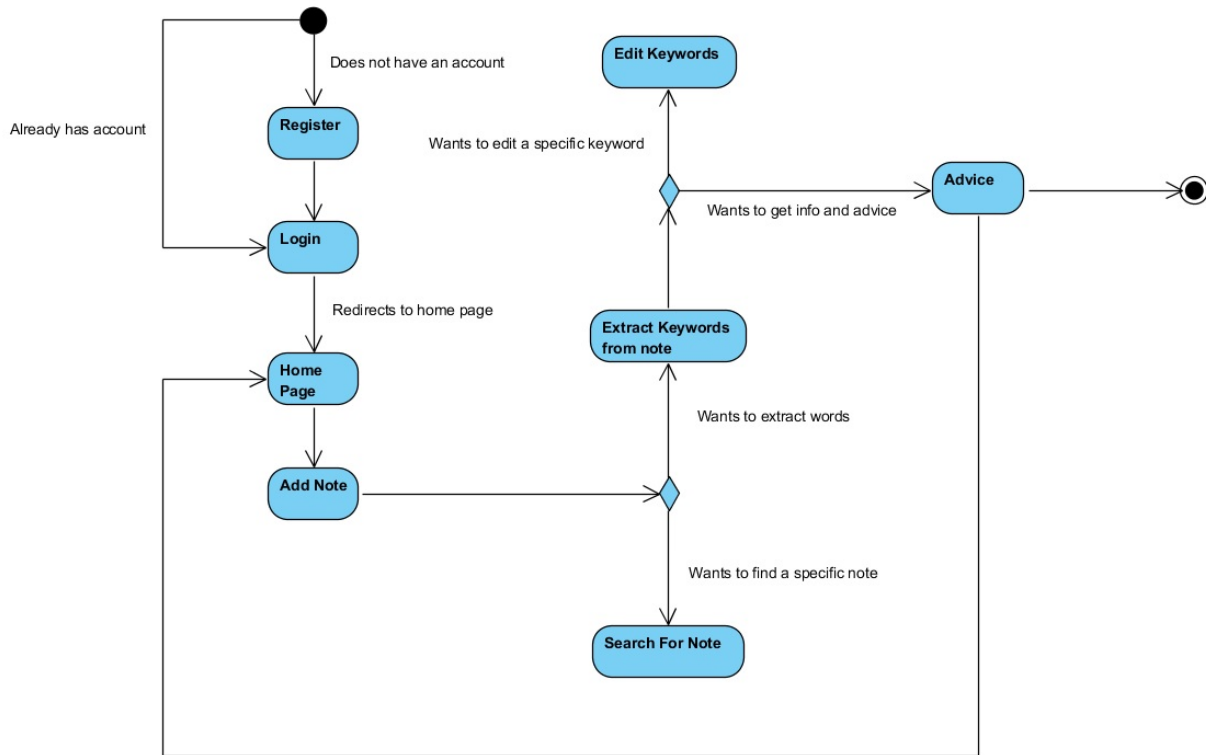 Edit Keywords
Does not have an account
Already has account
Register
Wants to edit a specific keyword
Advice
Wants to get info and advice
Login
Redirects to home page
Extract Keywords
from note
Home
Page
Wants to extract words
Add Note
Wants to find a specific note
Search For Note